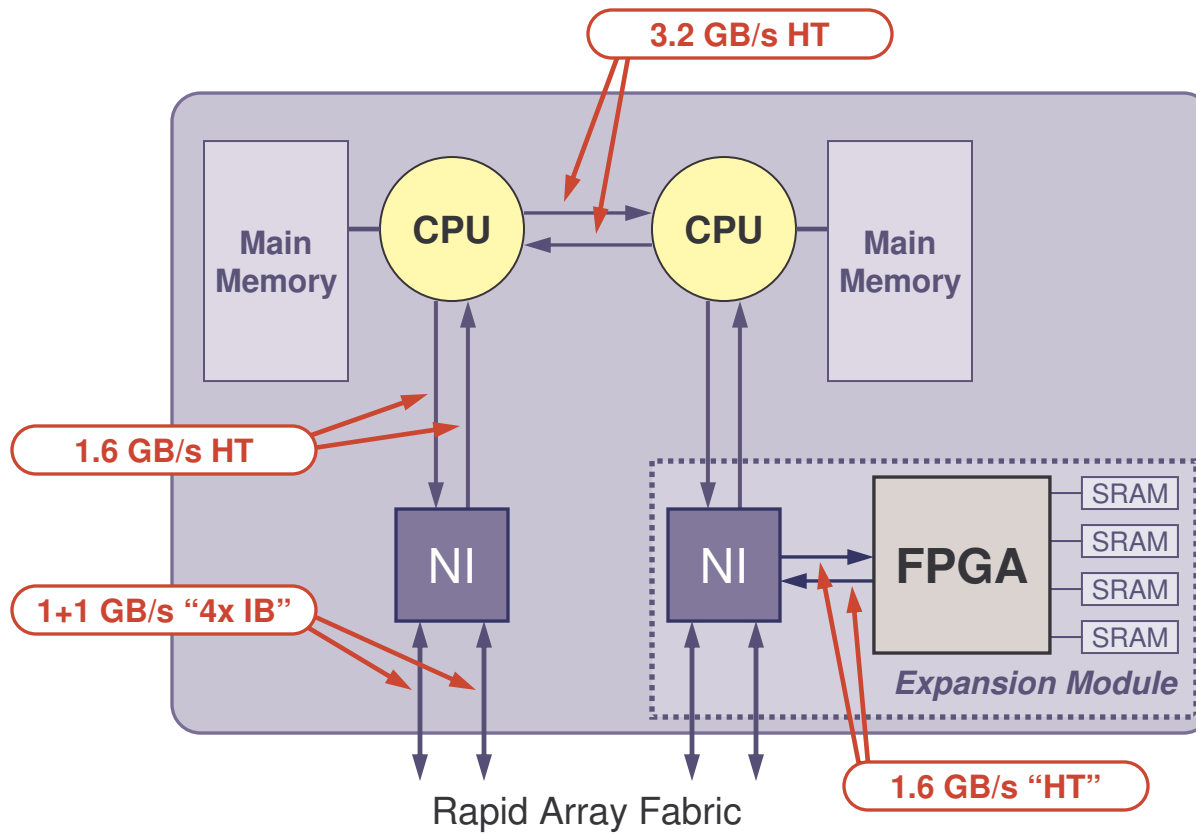 3.2 GB/s HT
Main
Memory
CPU
CPU
Main
Memory
1.6 GB/s HT
NI
NI
FPGA
SRAM
SRAM
SRAM
SRAM
1+1 GB/s “4x IB”
Expansion Module
1.6 GB/s “HT”
Rapid Array Fabric